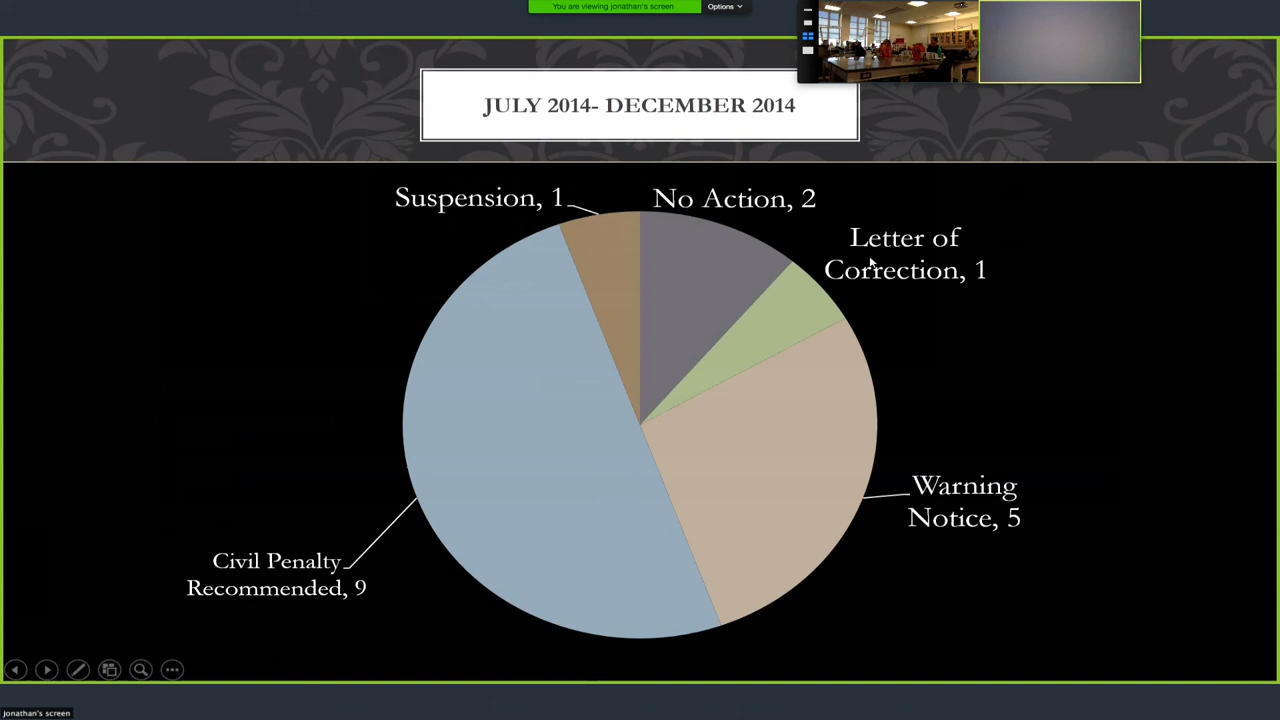 You are viewing jonathan's screen
Options
JULY 2014- DECEMBER 2014
Suspension, 1
No Action, 2
Letter of
Correction, 1
Warning
Notice, 5
Civil Penalty
Recommended, 9
jonathan's screen